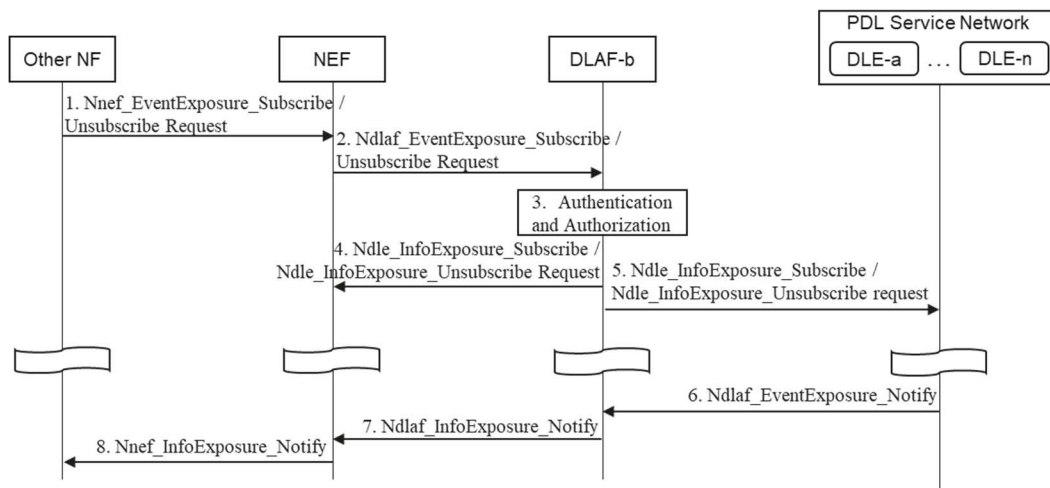 PDL Service Network
Other NF
NEF
DLAF-b
DLE-a
...
DLE-n
1. Nnef_EventExposure_Subscribe /
Unsubscribe Request
2. Ndlaf_EventExposure_Subscribe /
Unsubscribe Request
3. Authentication
and Authorization
4. Ndle_InfoExposure_Subscribe /
Ndle_InfoExposure_Unsubscribe Request
5. Ndle_InfoExposure_Subscribe /
Ndle_InfoExposure_Unsubscribe request
6. Ndlaf_EventExposure_Notify
7. Ndlaf_InfoExposure_Notify
8. Nnef_InfoExposure_Notify